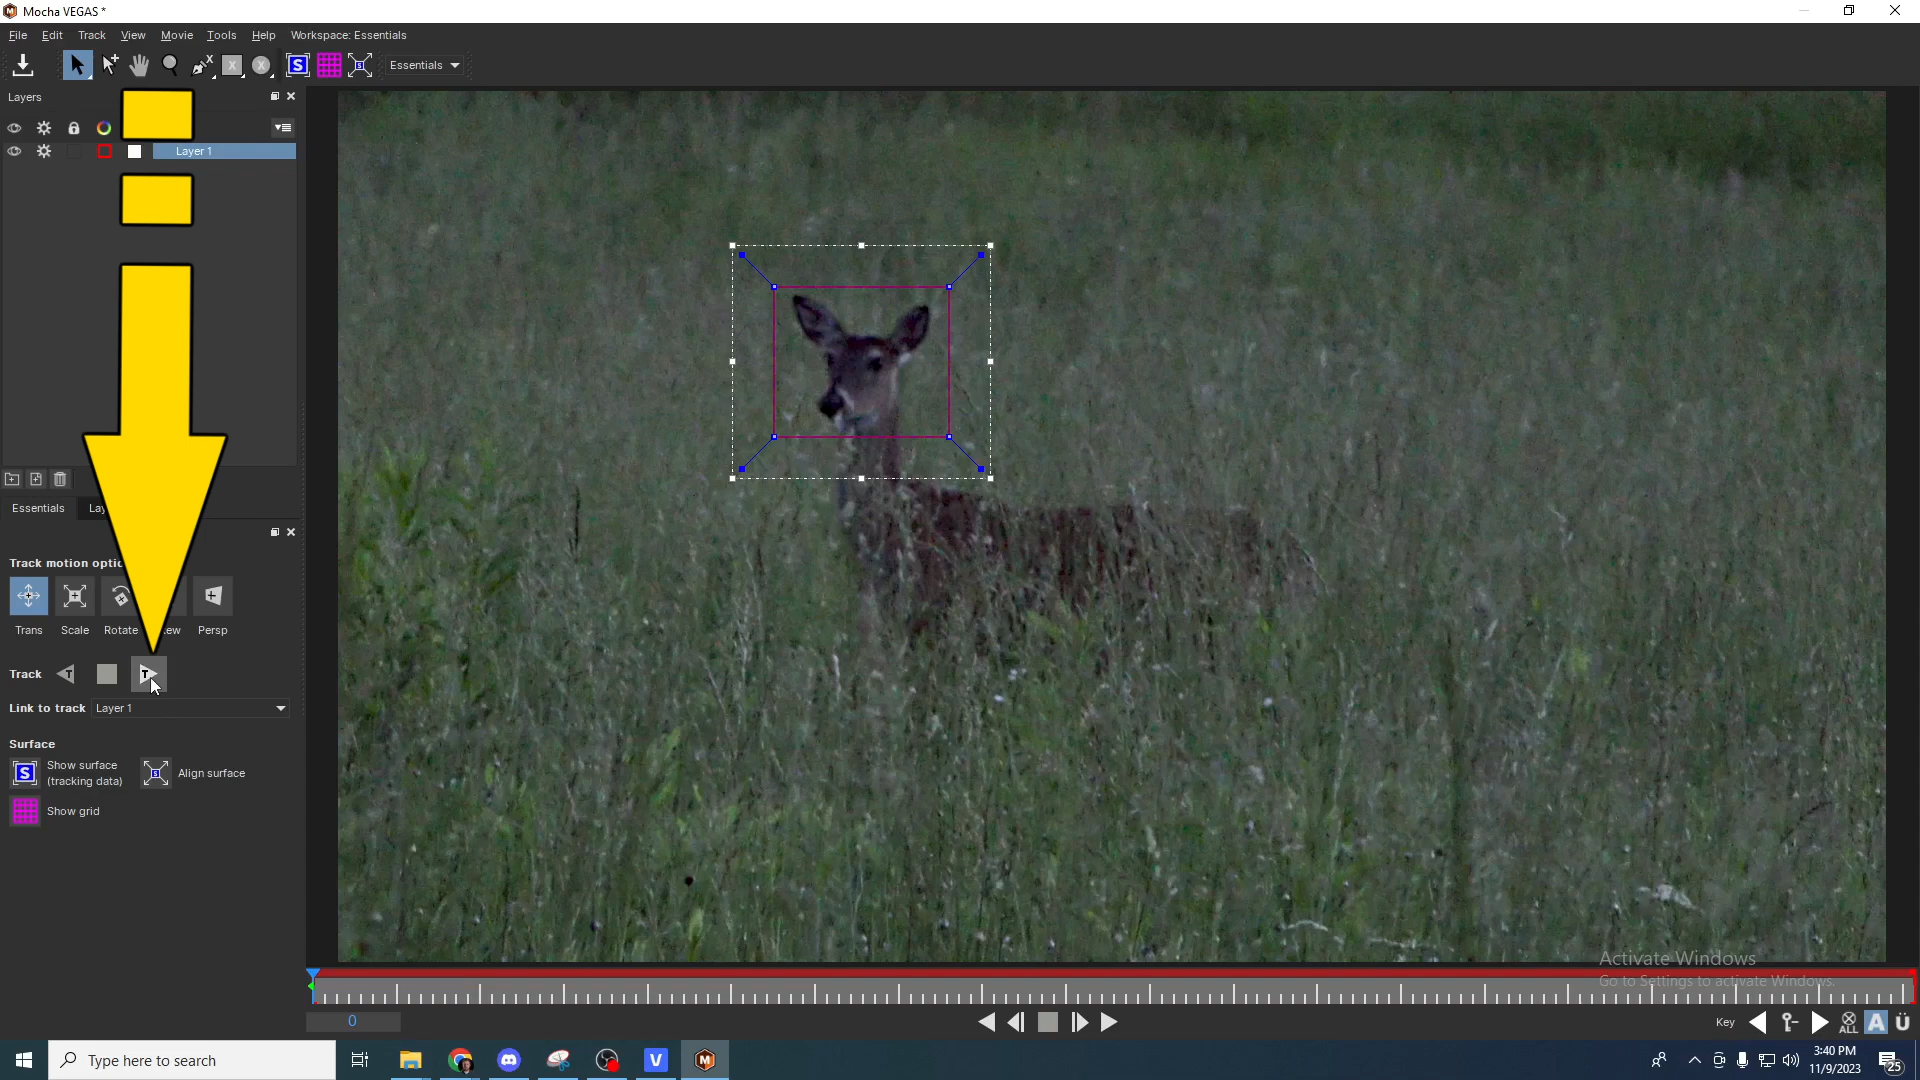 Mocha VEGAS *
File Edit Track View Movie Tools Help Workspace: Essentials
Essentials
Layers
Layer 1
Essentials
Track motion
Trans Scale Rotate Persp
Track
Link to track Layer 1
Surface
Show surface
(tracking data)
Align surface
Show grid
Activate Windows
Go to Settings to activate Windows.
0
Key
ALL
A
Type here to search
3:40 PM
11/9/2023
25